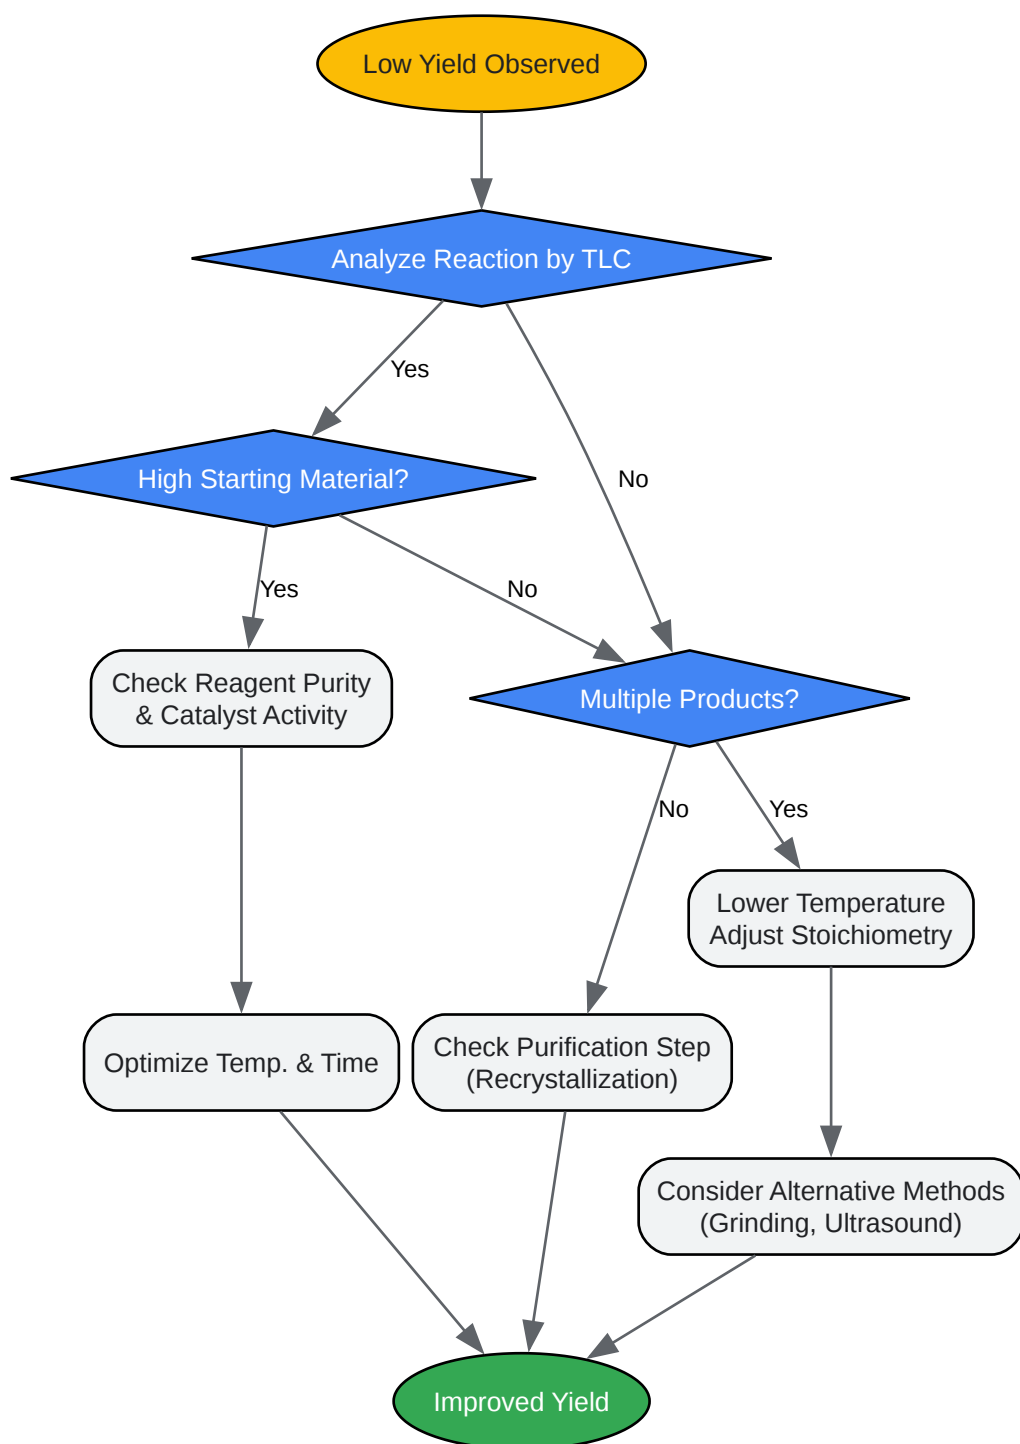 Low Yield Observed
Analyze Reaction by TLC
Yes
High Starting Material?
No
Yes
No
Check Reagent Purity
& Catalyst Activity
Multiple Products?
No
Yes
Lower Temperature
Adjust Stoichiometry
Optimize Temp. & Time
Check Purification Step
(Recrystallization)
Consider Alternative Methods
(Grinding, Ultrasound)
Improved Yield